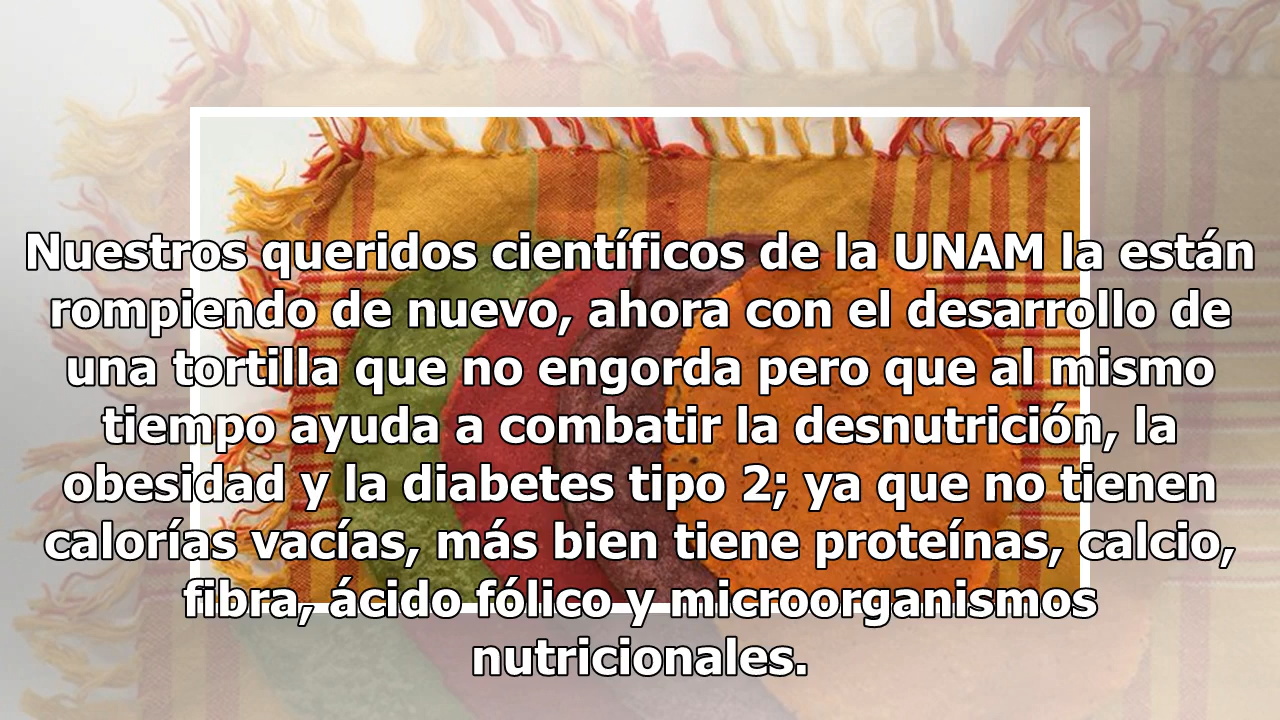 Nuestros queridos científicos de la UNAM la están
rompiendo de nuevo, ahora con el desarrollo de
una tortilla que no engorda pero que al mismo
tiempo ayuda a combatir la desnutrición, la
obesidad y la diabetes tipo 2; ya que no tienen
calorías vacías, más bien tiene proteínas, calcio,
fibra, ácido fólico y microorganismos
nutricionales.